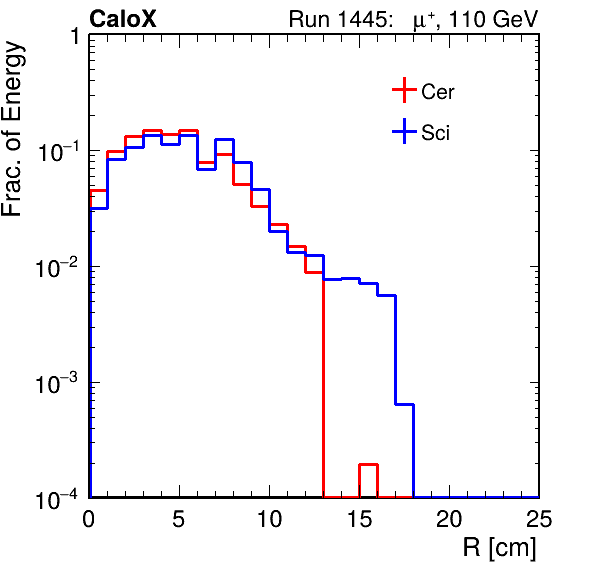 CaloX Run 1445: μ⁺, 110 GeV
Frac. of Energy
1
10⁻¹
10⁻²
10⁻³
10⁻⁴
Cer
Sci
0 5 10 15 20 25
R [cm]